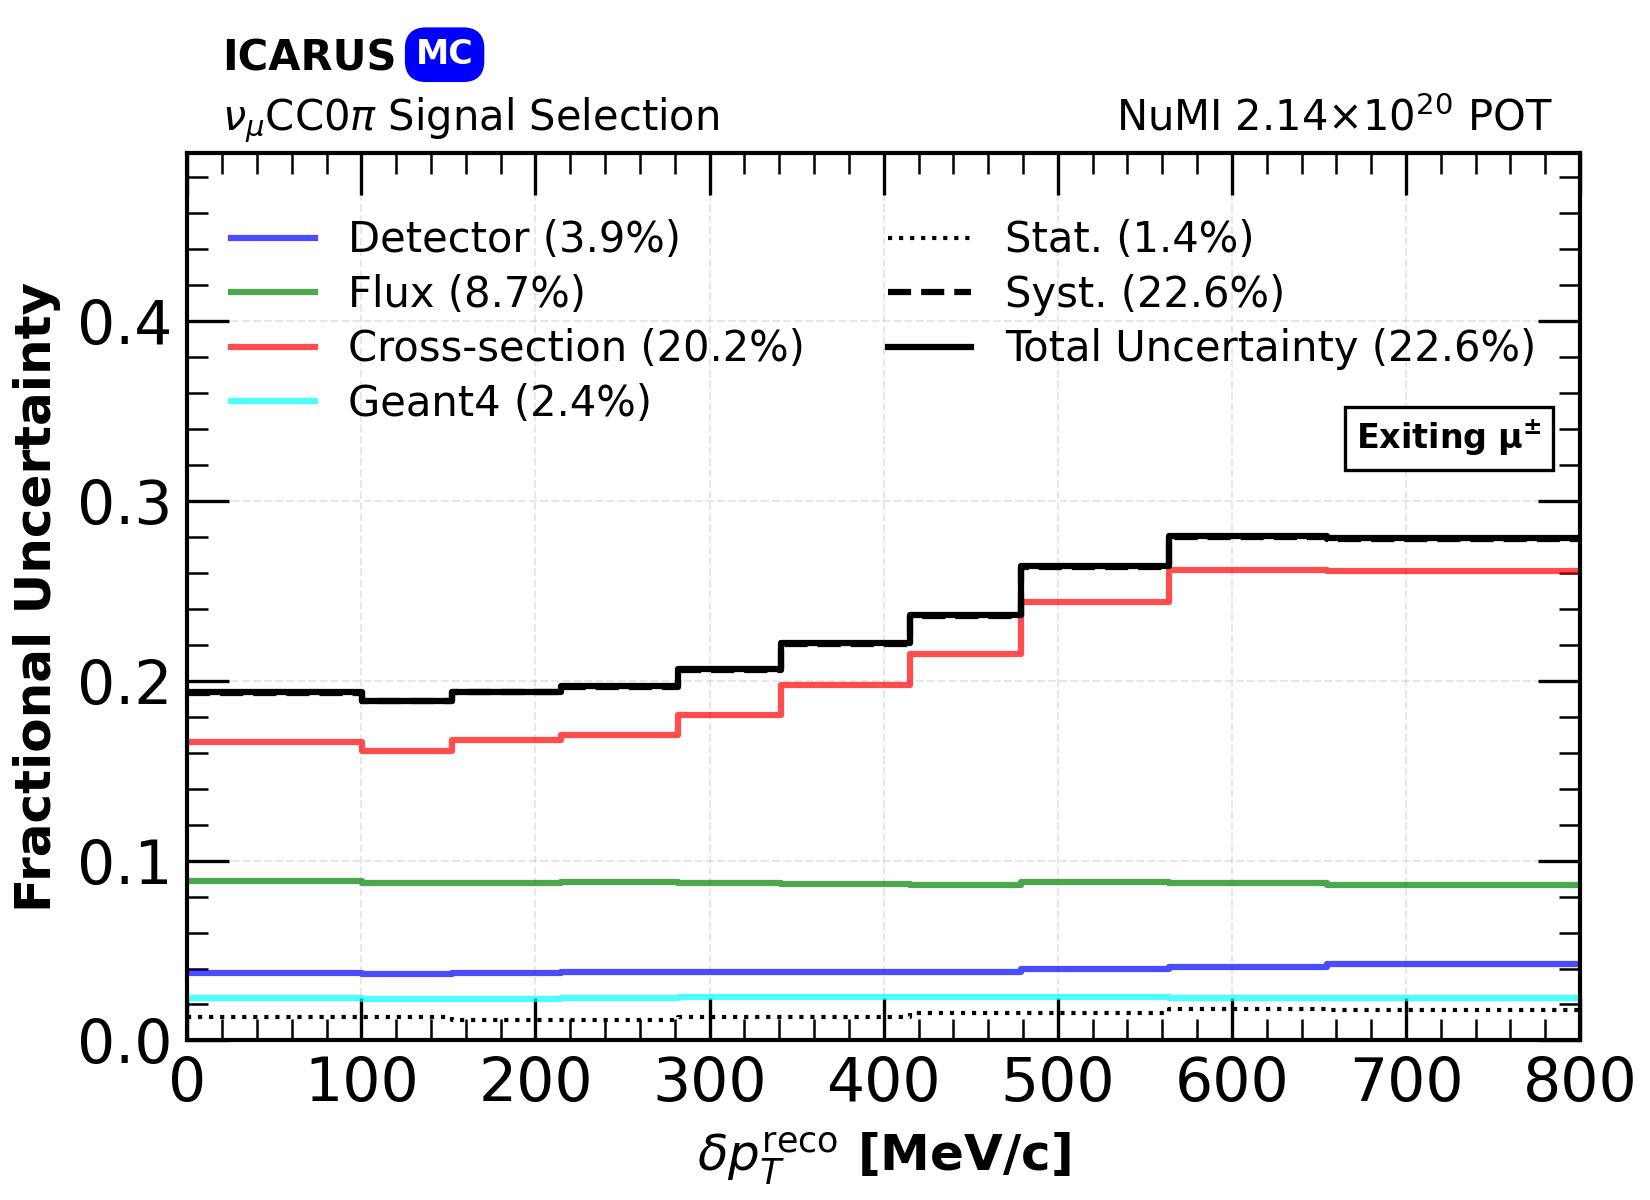 ICARUS MC
νμCC0π Signal Selection NuMI 2.14×10²⁰ POT
Detector (3.9%) Stat. (1.4%)
Flux (8.7%) Syst. (22.6%)
Cross-section (20.2%) Total Uncertainty (22.6%)
Geant4 (2.4%)
Exiting μ±
Fractional Uncertainty
0.4
0.3
0.2
0.1
0.0
0 100 200 300 400 500 600 700 800
δp_T^reco [MeV/c]